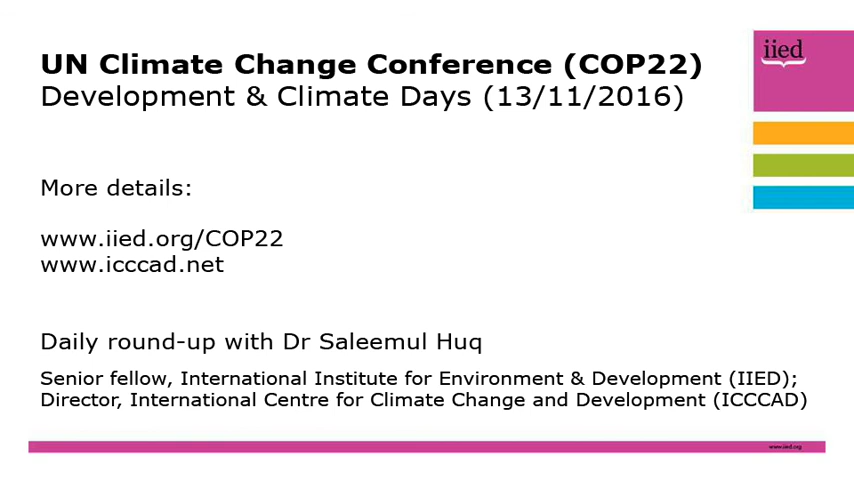 UN Climate Change Conference (COP22)
Development & Climate Days (13/11/2016)
iied
More details:
www.iied.org/COP22
www.icccad.net
Daily round-up with Dr Saleemul Huq
Senior fellow, International Institute for Environment & Development (IIED);
Director, International Centre for Climate Change and Development (ICCCAD)
www.iied.org